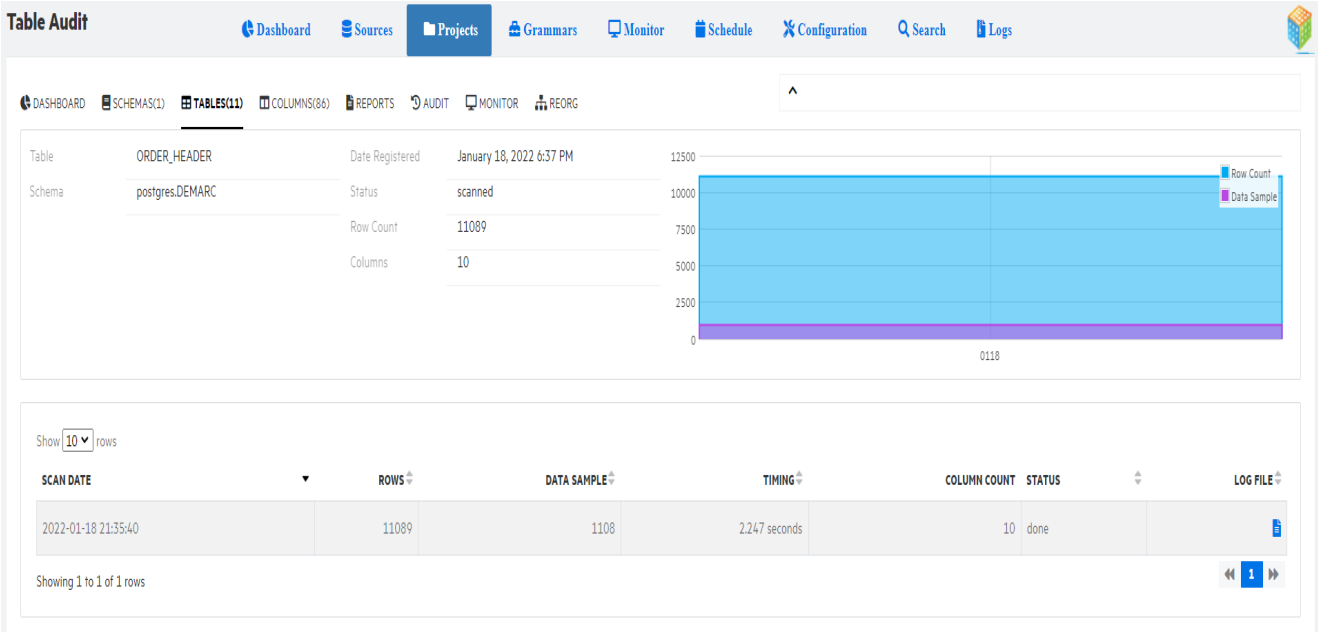 Table Audit
Dashboard Sources Projects Grammars Monitor Schedule Configuration Search Logs
DASHBOARD SCHEMAS(1) TABLES(11) COLUMNS(86) REPORTS AUDIT MONITOR REORG
Table ORDER_HEADER Date Registered January 18, 2022 6:37 PM
Schema postgres.DEMARC Status scanned
Row Count 11089
Columns 10
12500
10000
7500
5000
2500
0
0118
Row Count
Data Sample
Show 10 rows
SCAN DATE ROWS DATA SAMPLE TIMING COLUMN COUNT STATUS LOG FILE
2022-01-18 21:35:40 11089 1108 2.247 seconds 10 done
Showing 1 to 1 of 1 rows 1